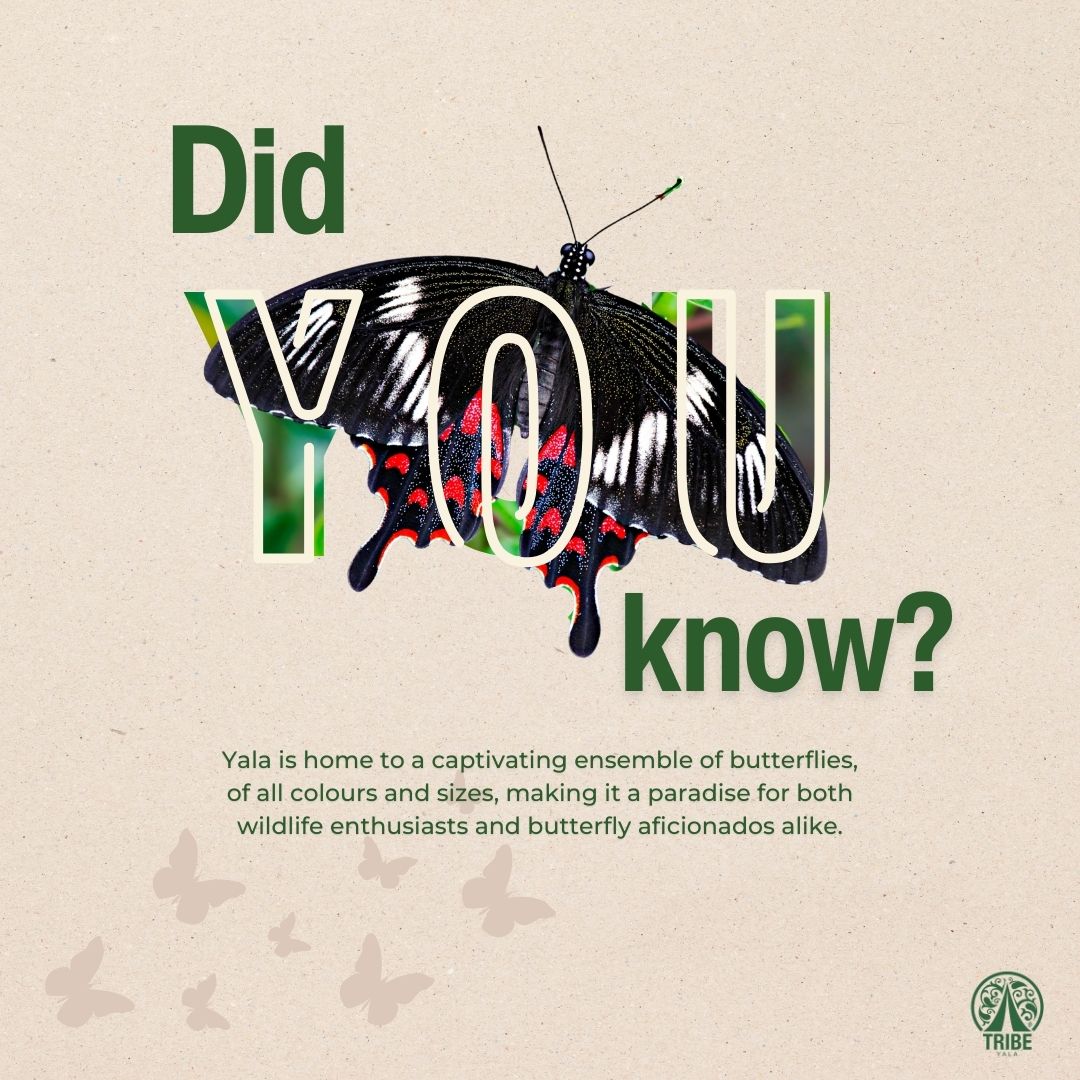 Did
YOU
know?
Yala is home to a captivating ensemble of butterflies,
of all colours and sizes, making it a paradise for both
wildlife enthusiasts and butterfly aficionados alike.
TRIBE
YALA